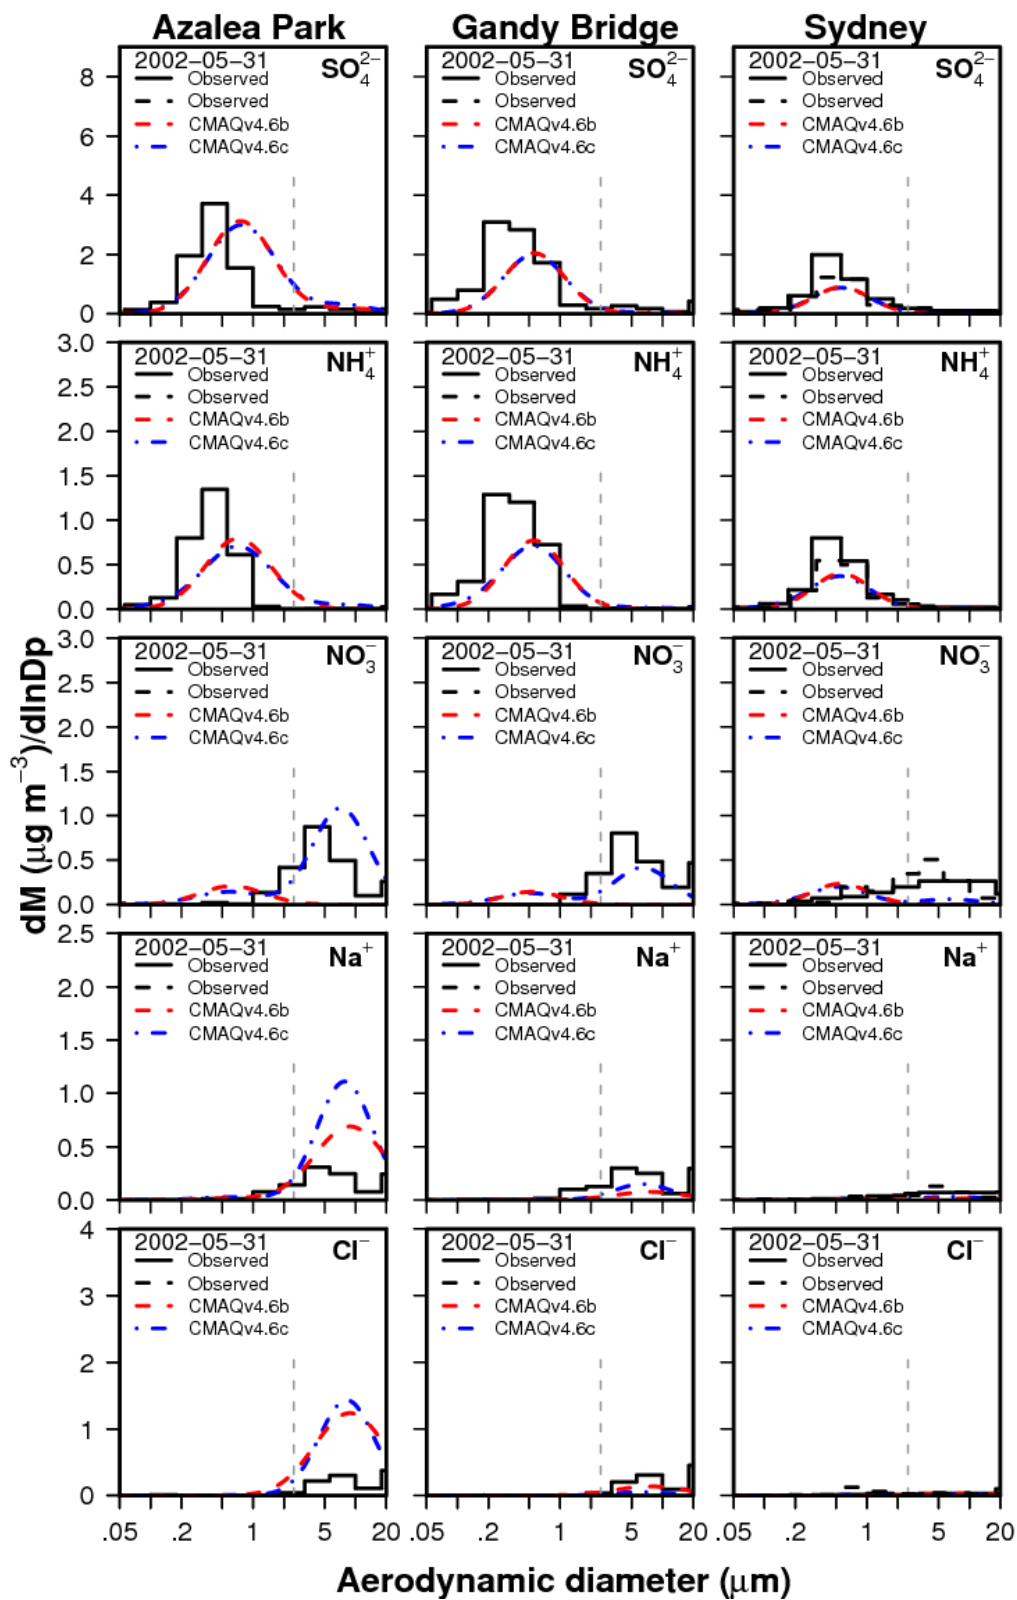 Azalea Park Gandy Bridge Sydney
2002−05−31 SO₄²⁻ 2002−05−31 SO₄²⁻ 2002−05−31 SO₄²⁻
8 Observed Observed Observed
Observed Observed Observed
6 CMAQv4.6b CMAQv4.6b CMAQv4.6b
CMAQv4.6c CMAQv4.6c CMAQv4.6c
4
2
0
3.0 2002−05−31 NH₄⁺ 2002−05−31 NH₄⁺ 2002−05−31 NH₄⁺
Observed Observed Observed
2.5 Observed Observed Observed
CMAQv4.6b CMAQv4.6b CMAQv4.6b
2.0 CMAQv4.6c CMAQv4.6c CMAQv4.6c
1.5
1.0
0.5
0.0
3.0 2002−05−31 NO₃⁻ 2002−05−31 NO₃⁻ 2002−05−31 NO₃⁻
Observed Observed Observed
2.5 Observed Observed Observed
CMAQv4.6b CMAQv4.6b CMAQv4.6b
2.0 CMAQv4.6c CMAQv4.6c CMAQv4.6c
1.5
1.0
0.5
0.0
dM (μg m⁻³)/dlnDp
2.5 2002−05−31 Na⁺ 2002−05−31 Na⁺ 2002−05−31 Na⁺
Observed Observed Observed
2.0 Observed Observed Observed
CMAQv4.6b CMAQv4.6b CMAQv4.6b
1.5 CMAQv4.6c CMAQv4.6c CMAQv4.6c
1.0
0.5
0.0
4 2002−05−31 Cl⁻ 2002−05−31 Cl⁻ 2002−05−31 Cl⁻
Observed Observed Observed
3 Observed Observed Observed
CMAQv4.6b CMAQv4.6b CMAQv4.6b
CMAQv4.6c CMAQv4.6c CMAQv4.6c
2
1
0
.05 .2 1 5 20 .05 .2 1 5 20 .05 .2 1 5 20
Aerodynamic diameter (μm)